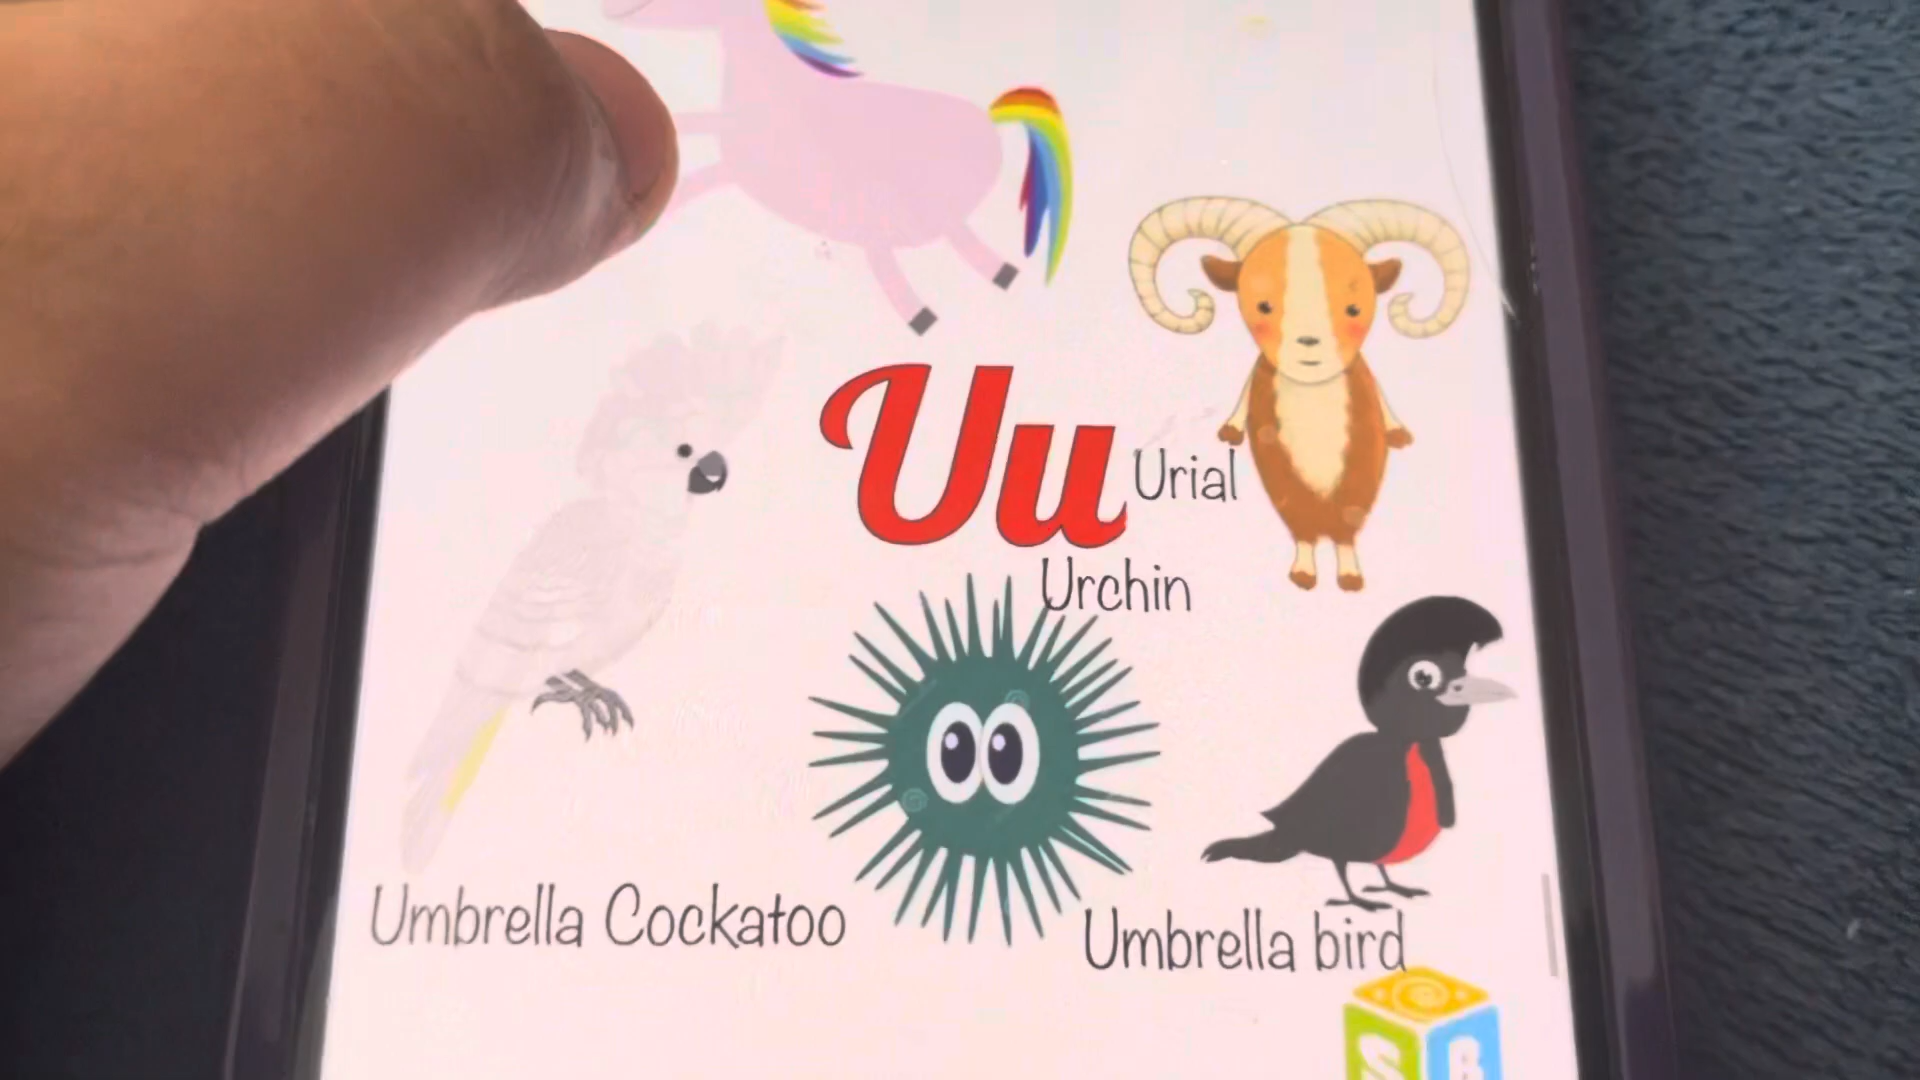 Uu
Urial
Urchin
Umbrella Cockatoo
Umbrella bird